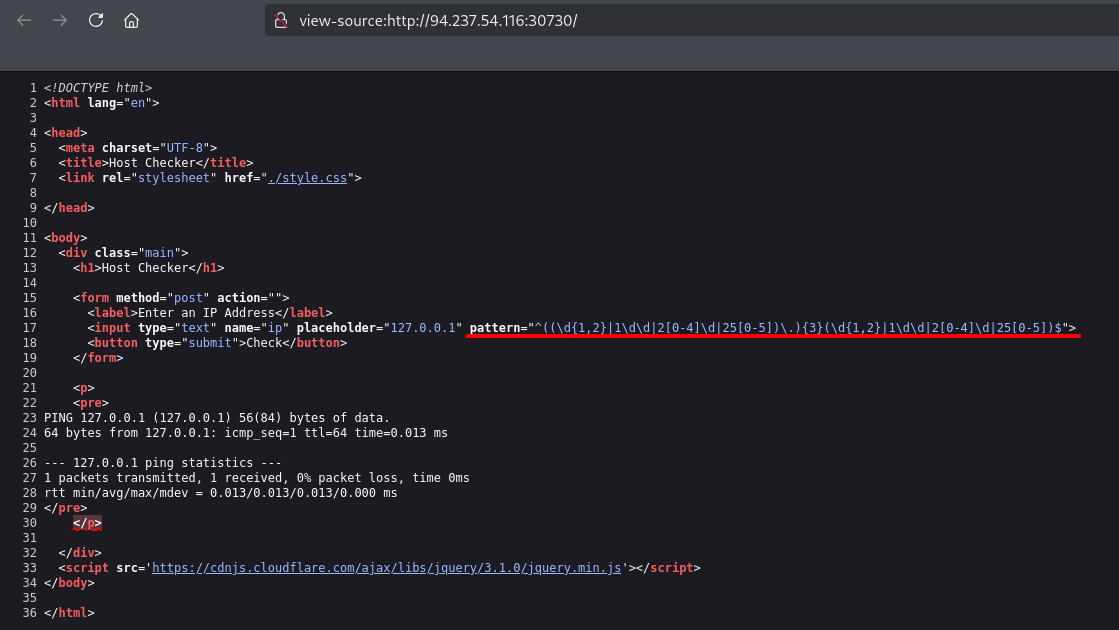 view-source:http://94.237.54.116:30730/
1 <!DOCTYPE html>
2 <html lang="en">
3
4 <head>
5   <meta charset="UTF-8">
6   <title>Host Checker</title>
7   <link rel="stylesheet" href="./style.css">
8
9 </head>
10
11 <body>
12   <div class="main">
13     <h1>Host Checker</h1>
14
15     <form method="post" action="">
16       <label>Enter an IP Address</label>
17       <input type="text" name="ip" placeholder="127.0.0.1" pattern="^((\d{1,2}|1\d\d|2[0-4]\d|25[0-5])\.){3}(\d{1,2}|1\d\d|2[0-4]\d|25[0-5])$">
18       <button type="submit">Check</button>
19     </form>
20
21     <p>
22     <pre>
23 PING 127.0.0.1 (127.0.0.1) 56(84) bytes of data.
24 64 bytes from 127.0.0.1: icmp_seq=1 ttl=64 time=0.013 ms
25
26 --- 127.0.0.1 ping statistics ---
27 1 packets transmitted, 1 received, 0% packet loss, time 0ms
28 rtt min/avg/max/mdev = 0.013/0.013/0.013/0.000 ms
29 </pre>
30     </p>
31
32   </div>
33   <script src='https://cdnjs.cloudflare.com/ajax/libs/jquery/3.1.0/jquery.min.js'></script>
34 </body>
35
36 </html>